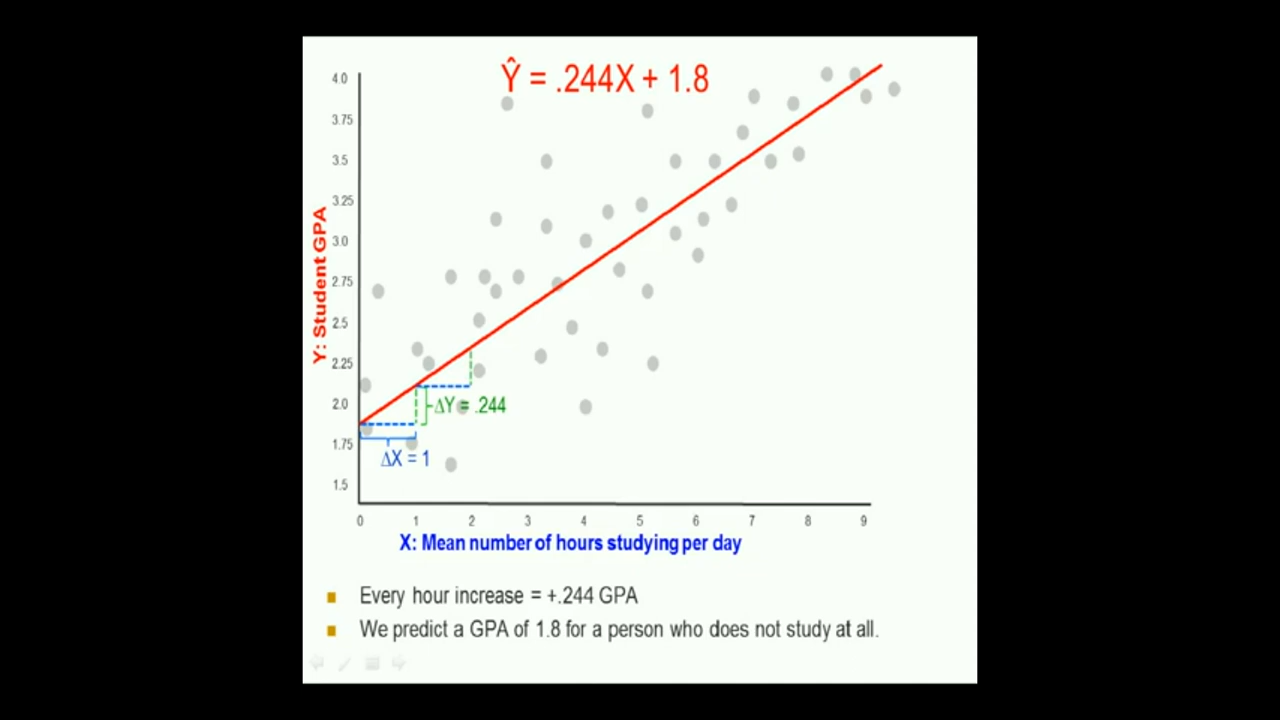 Ŷ = .244X + 1.8
4.0
3.75
3.5
3.25
3.0
2.75
2.5
2.25
2.0
1.75
1.5
Y: Student GPA
ΔY = .244
ΔX = 1
0 1 2 3 4 5 6 7 8 9
X: Mean number of hours studying per day
Every hour increase = +.244 GPA
We predict a GPA of 1.8 for a person who does not study at all.